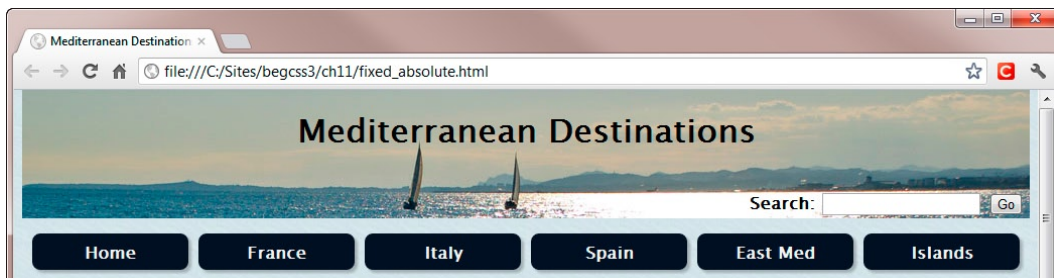 Mediterranean Destination
file:///C:/Sites/begcss3/ch11/fixed_absolute.html
Mediterranean Destinations
Search: Go
Home France Italy Spain East Med Islands